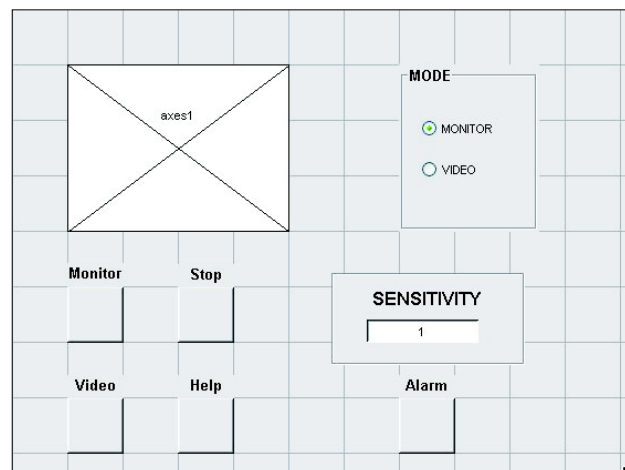 MODE
axes1
MONITOR
VIDEO
Monitor
Stop
SENSITIVITY
1
Video
Help
Alarm